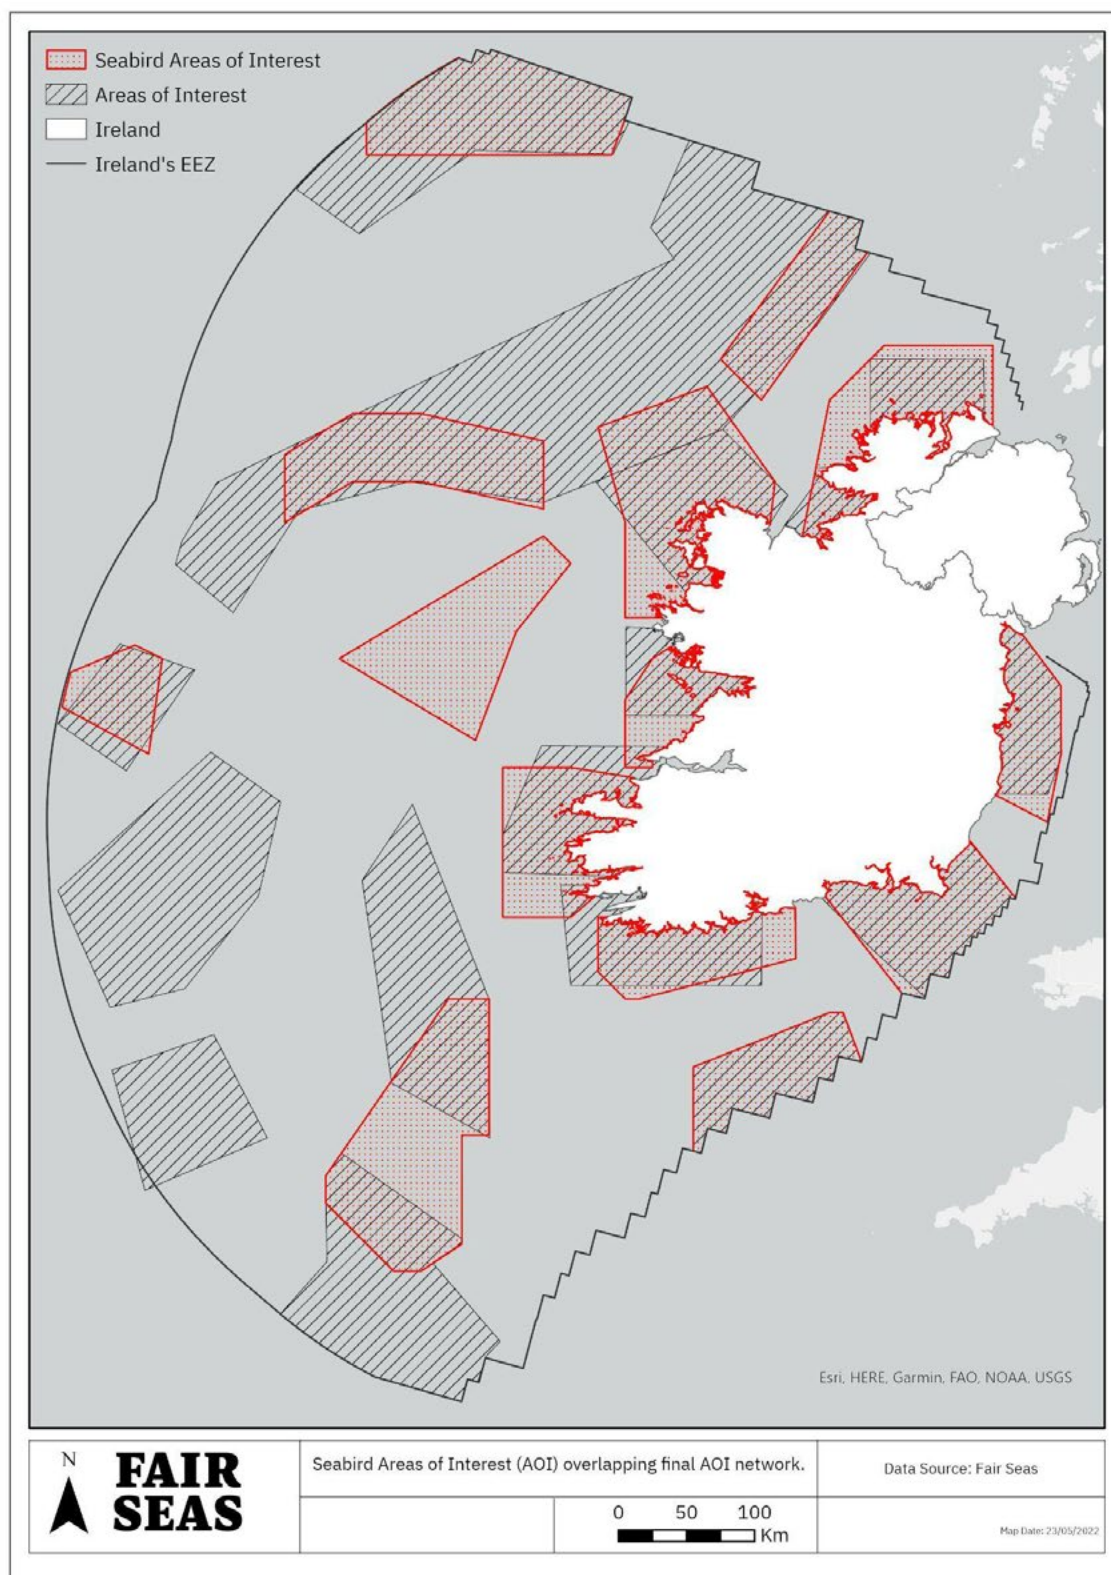 Seabird Areas of Interest
Areas of Interest
Ireland
Ireland's EEZ
Esri, HERE, Garmin, FAO, NOAA, USGS
N
FAIR
SEAS
Seabird Areas of Interest (AOI) overlapping final AOI network.
0 50 100
Km
Data Source: Fair Seas
Map Date: 23/05/2022